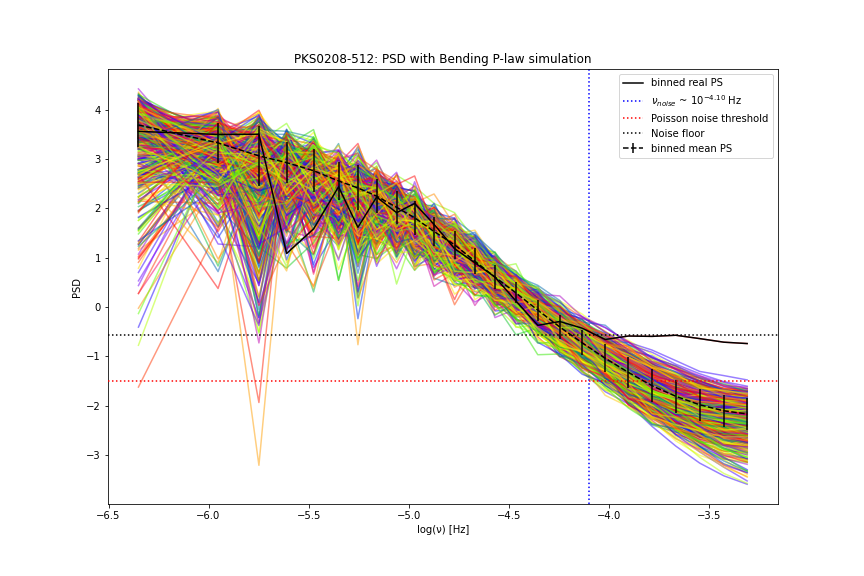 PKS0208-512: PSD with Bending P-law simulation
binned real PS
ν_noise ~ 10^−4.10 Hz
Poisson noise threshold
Noise floor
binned mean PS
PSD
4
3
2
1
0
−1
−2
−3
−6.5 −6.0 −5.5 −5.0 −4.5 −4.0 −3.5
log(ν) [Hz]